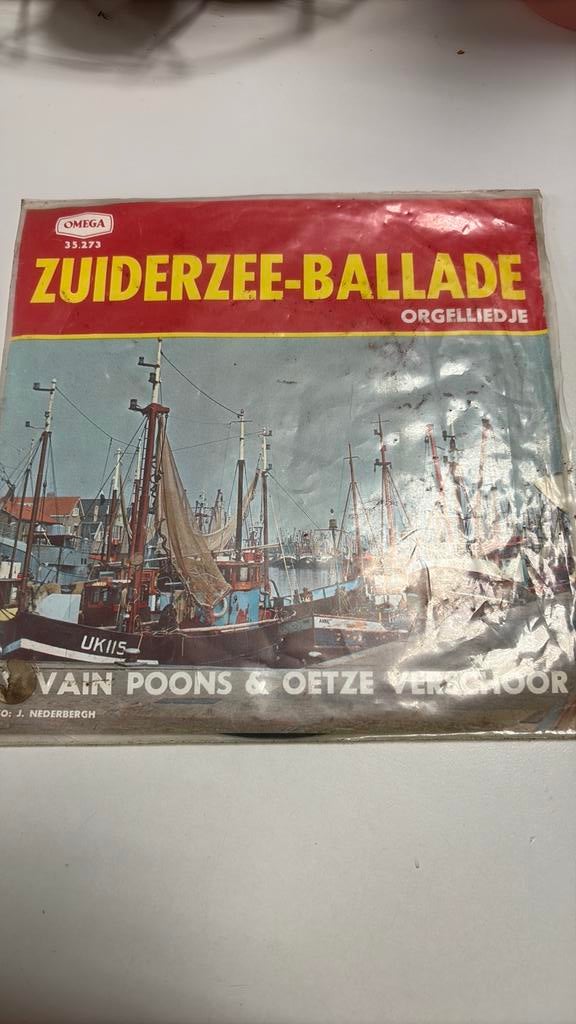 OMEGA
35.273
ZUIDERZEE-BALLADE
ORGELLIEDJE
UK115
VAIN POONS & OETZE VERSCHOOR
O: J. NEDERBERGH